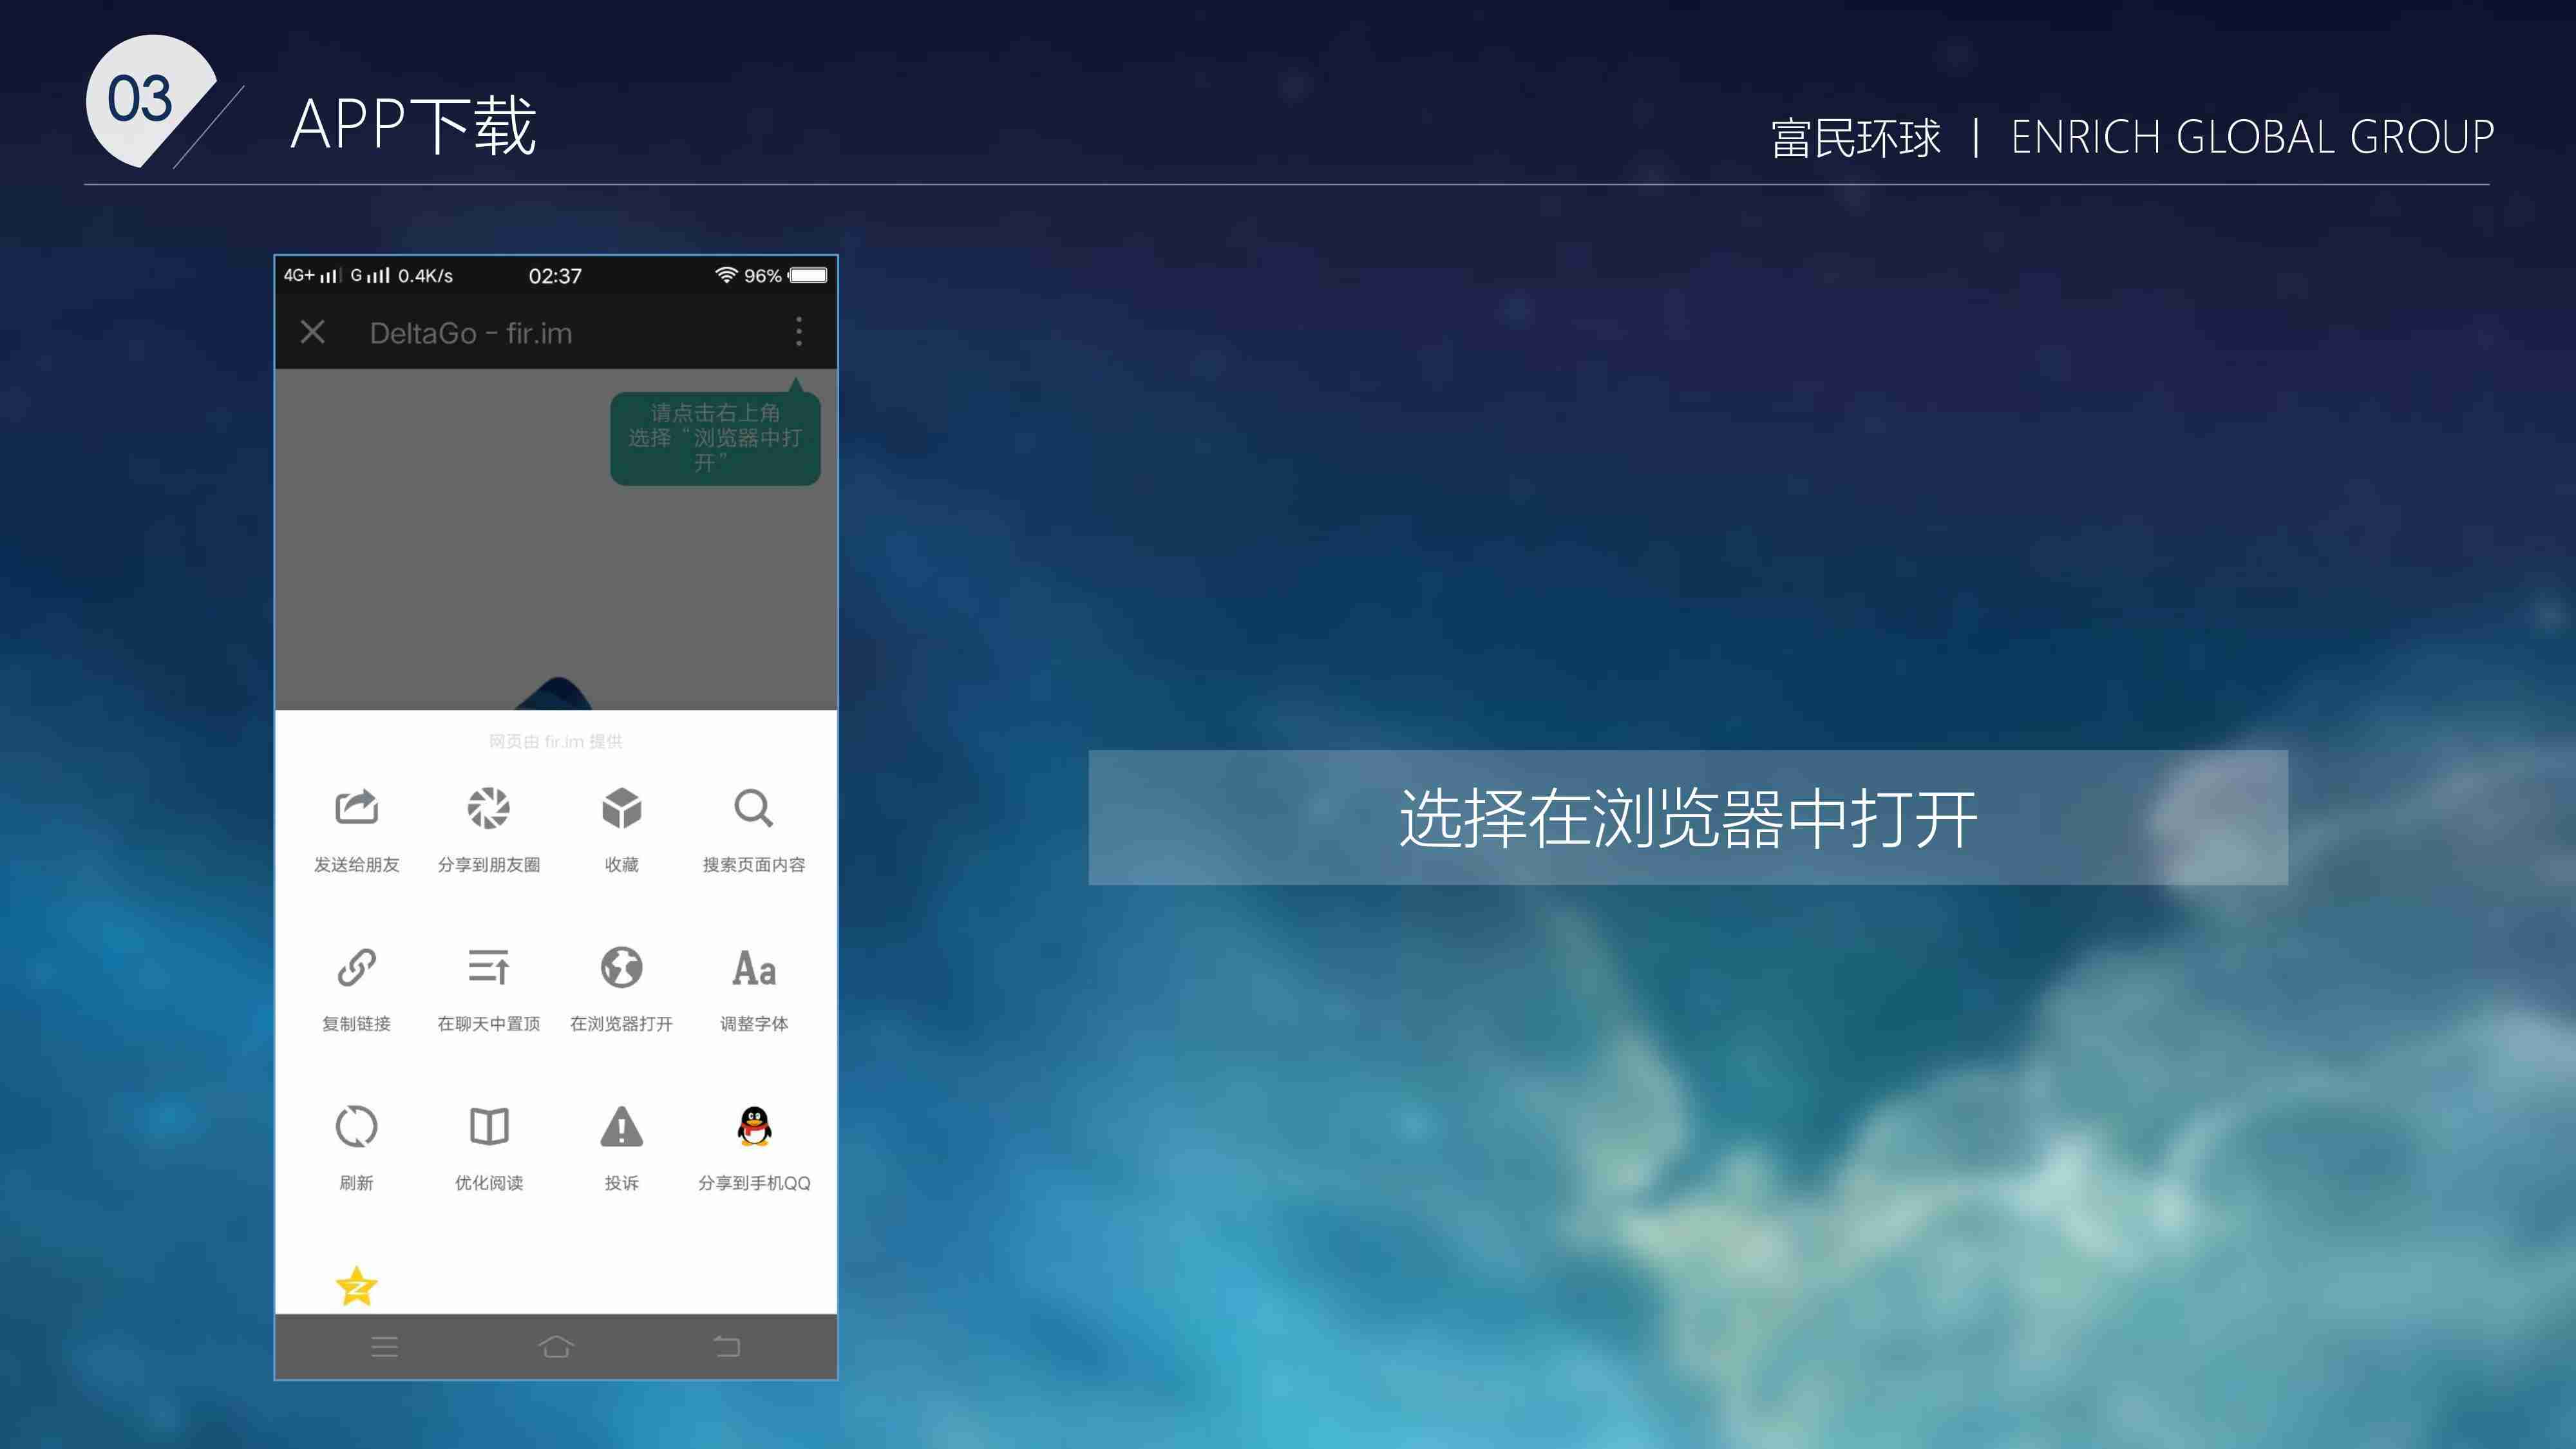 03
APP下载
富民环球 | ENRICH GLOBAL GROUP
4G+ G 0.4K/s 02:37 96%
DeltaGo - fir.im
请点击右上角
选择“浏览器中打
开”
网页由 fir.im 提供
发送给朋友 分享到朋友圈 收藏 搜索页面内容
Aa
复制链接 在聊天中置顶 在浏览器打开 调整字体
刷新 优化阅读 投诉 分享到手机QQ
选择在浏览器中打开